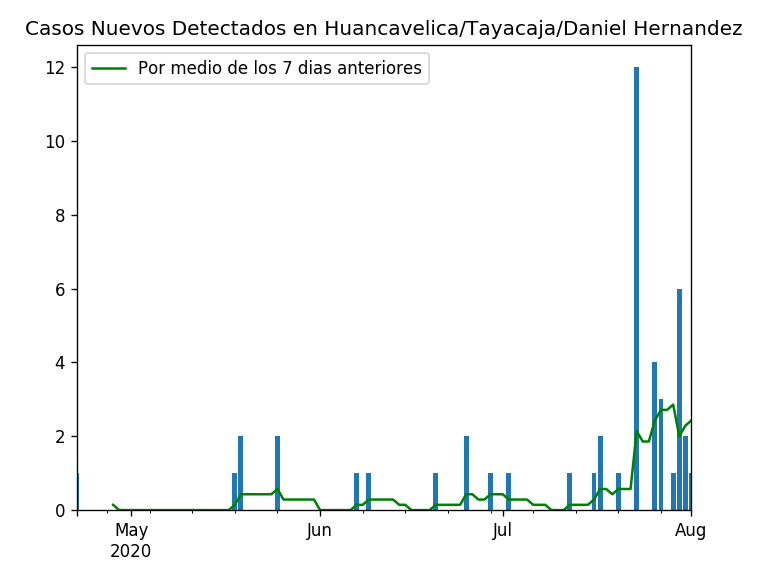 Casos Nuevos Detectados en Huancavelica/Tayacaja/Daniel Hernandez
Por medio de los 7 dias anteriores
12
10
8
6
4
2
0
May Jun Jul Aug
2020